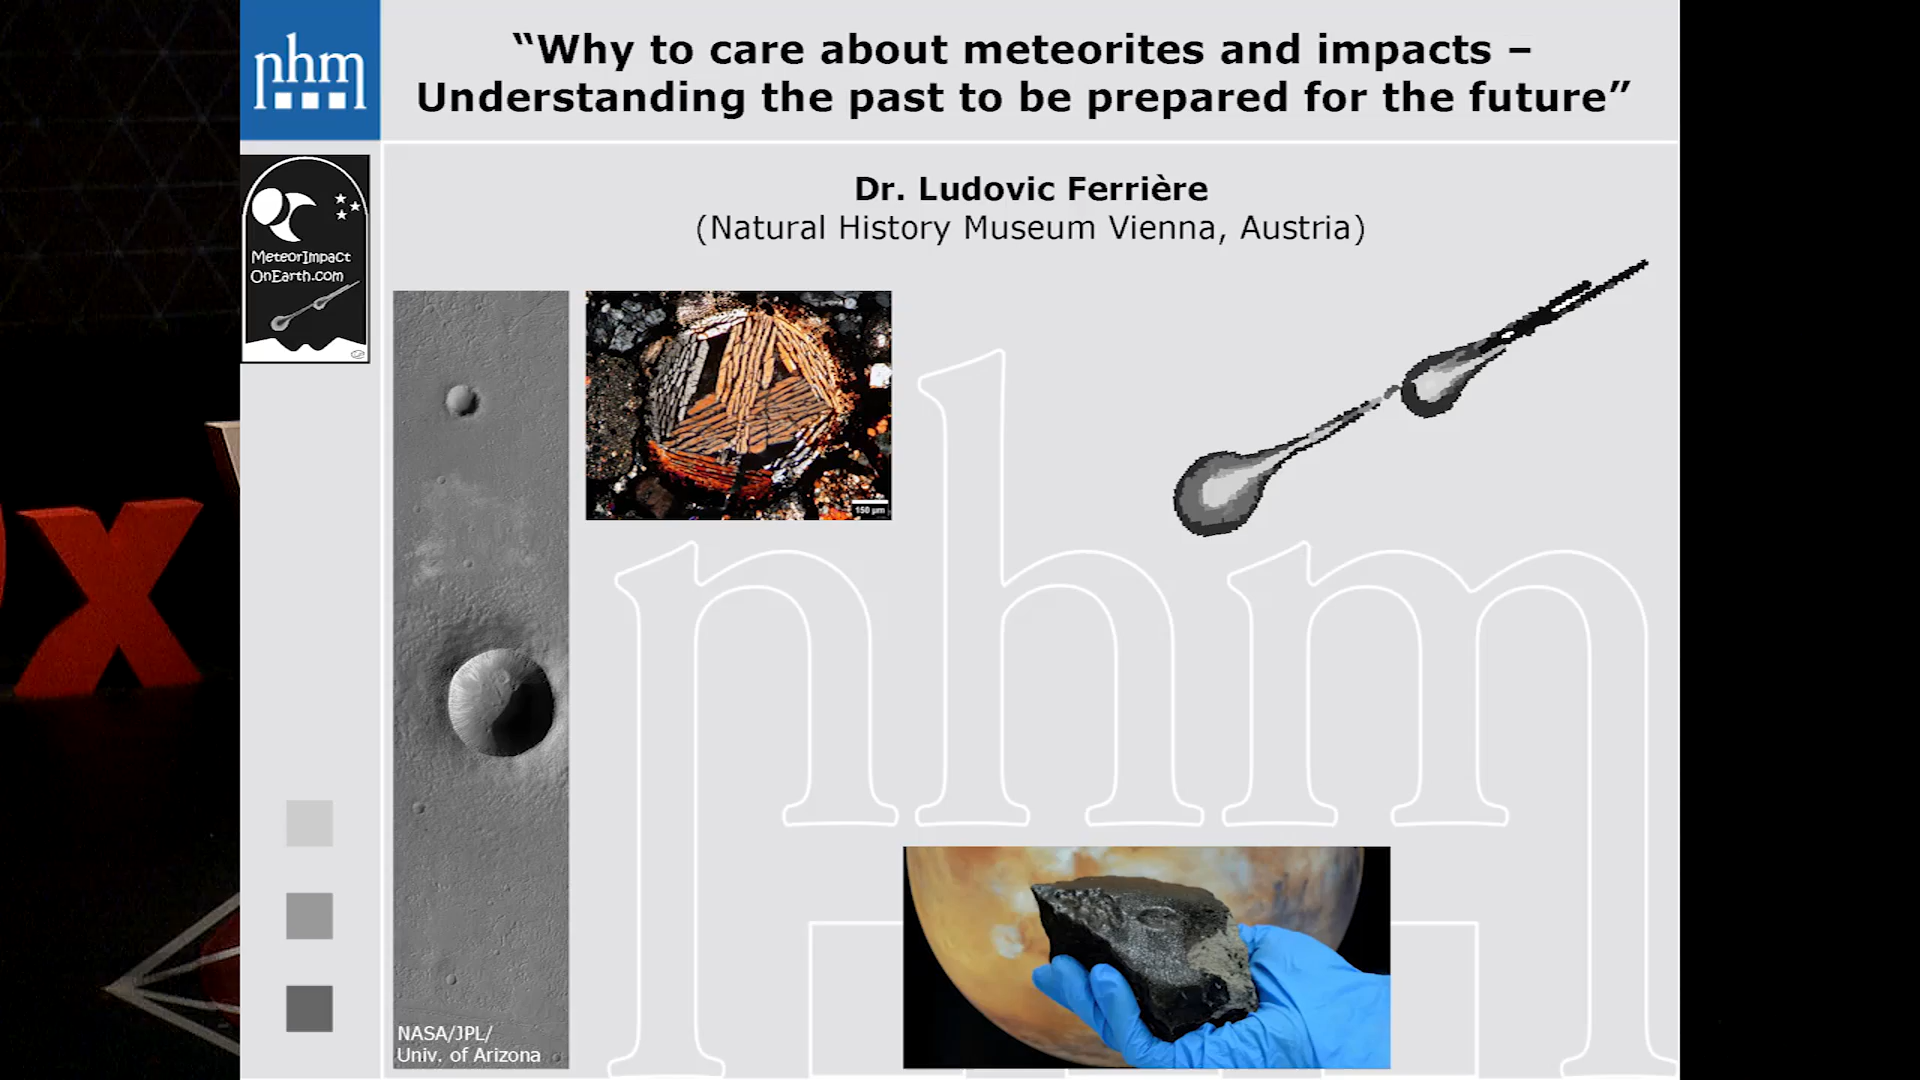 nhm
“Why to care about meteorites and impacts –
Understanding the past to be prepared for the future”
MeteorImpact
OnEarth.com
Dr. Ludovic Ferrière
(Natural History Museum Vienna, Austria)
150 µm
nhm
x
NASA/JPL/
Univ. of Arizona